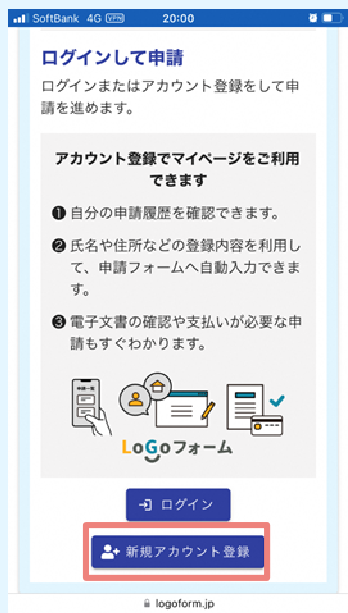 SoftBank 4G VPN 20:00
ログインして申請
ログインまたはアカウント登録をして申
請を進めます。
アカウント登録でマイページをご利用
できます
❶ 自分の申請履歴を確認できます。
❷ 氏名や住所などの登録内容を利用し
て、申請フォームへ自動入力できま
す。
❸ 電子文書の確認や支払いが必要な申
請もすぐわかります。
LoGoフォーム
ログイン
新規アカウント登録
logoform.jp